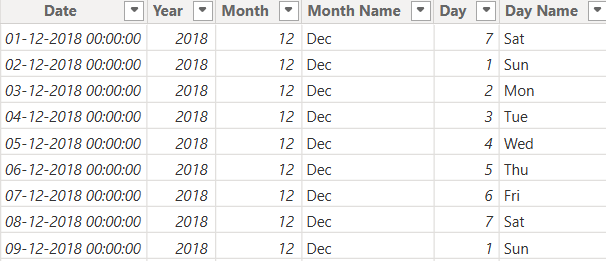 Date Year Month Month Name Day Day Name
01-12-2018 00:00:00 2018 12 Dec 7 Sat
02-12-2018 00:00:00 2018 12 Dec 1 Sun
03-12-2018 00:00:00 2018 12 Dec 2 Mon
04-12-2018 00:00:00 2018 12 Dec 3 Tue
05-12-2018 00:00:00 2018 12 Dec 4 Wed
06-12-2018 00:00:00 2018 12 Dec 5 Thu
07-12-2018 00:00:00 2018 12 Dec 6 Fri
08-12-2018 00:00:00 2018 12 Dec 7 Sat
09-12-2018 00:00:00 2018 12 Dec 1 Sun